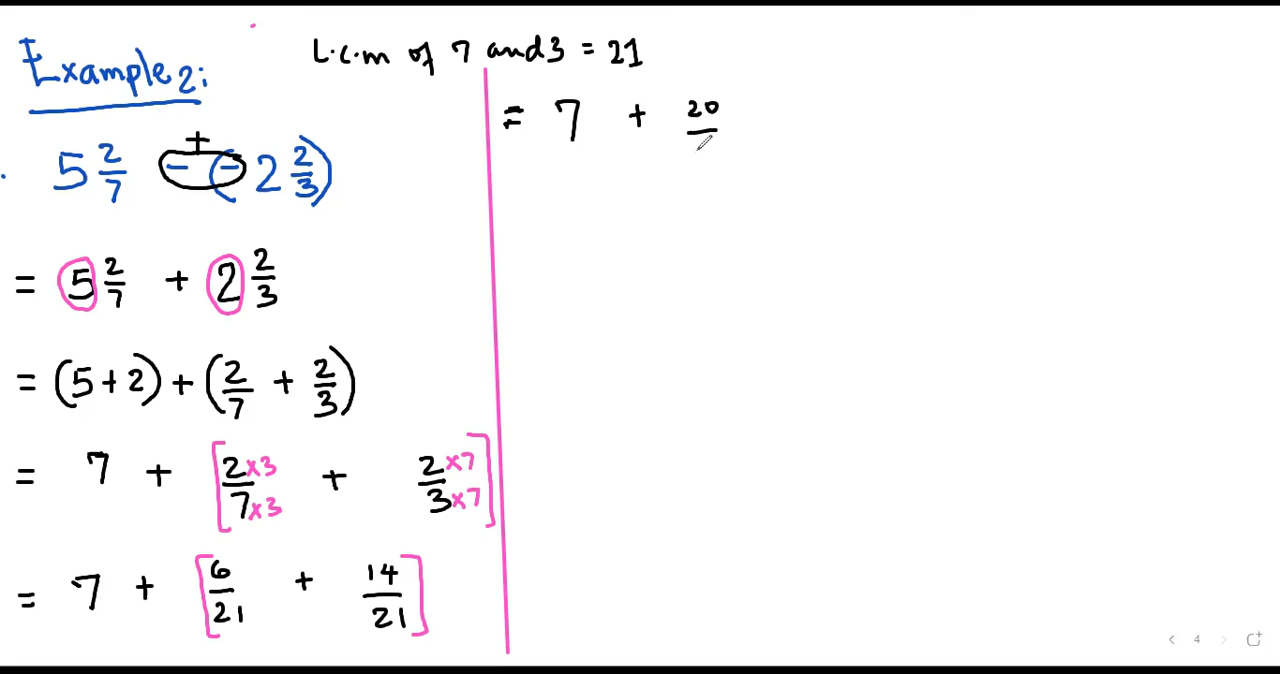 Example 2:
L.C.M of 7 and 3 = 21
5 2/7 - (- 2 2/3)
+
= 5 2/7 + 2 2/3
= (5+2) + (2/7 + 2/3)
= 7 + [2×3/7×3 + 2×7/3×7]
= 7 + [6/21 + 14/21]
= 7 + 20/
4